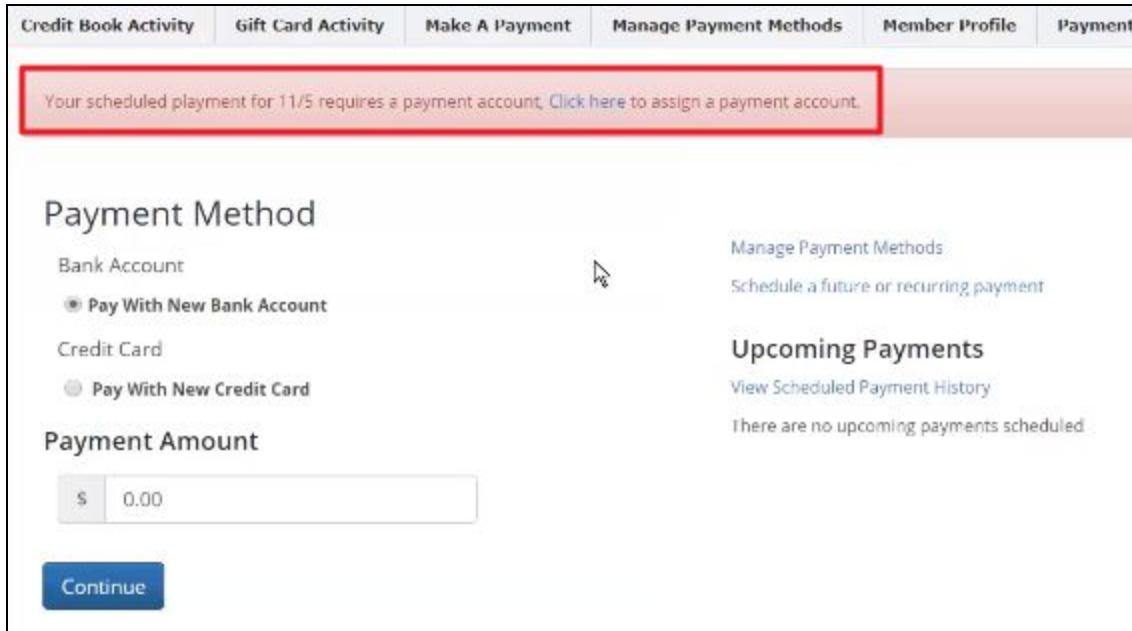 Credit Book Activity Gift Card Activity Make A Payment Manage Payment Methods Member Profile Payment
Your scheduled playment for 11/5 requires a payment account, Click here to assign a payment account.
Payment Method
Bank Account
Pay With New Bank Account
Credit Card
Pay With New Credit Card
Payment Amount
$ 0.00
Continue
Manage Payment Methods
Schedule a future or recurring payment
Upcoming Payments
View Scheduled Payment History
There are no upcoming payments scheduled